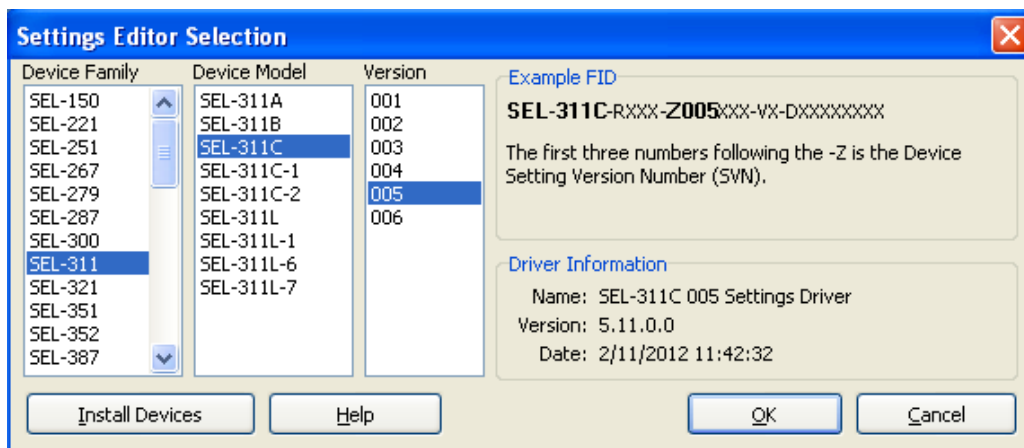 Settings Editor Selection
Device Family
SEL-150
SEL-221
SEL-251
SEL-267
SEL-279
SEL-287
SEL-300
SEL-311
SEL-321
SEL-351
SEL-352
SEL-387
Device Model
SEL-311A
SEL-311B
SEL-311C
SEL-311C-1
SEL-311C-2
SEL-311L
SEL-311L-1
SEL-311L-6
SEL-311L-7
Version
001
002
003
004
005
006
Example FID
SEL-311C-RXXX-Z005XXX-VX-DXXXXXXXX
The first three numbers following the -Z is the Device
Setting Version Number (SVN).
Driver Information
Name: SEL-311C 005 Settings Driver
Version: 5.11.0.0
Date: 2/11/2012 11:42:32
Install Devices
Help
OK
Cancel